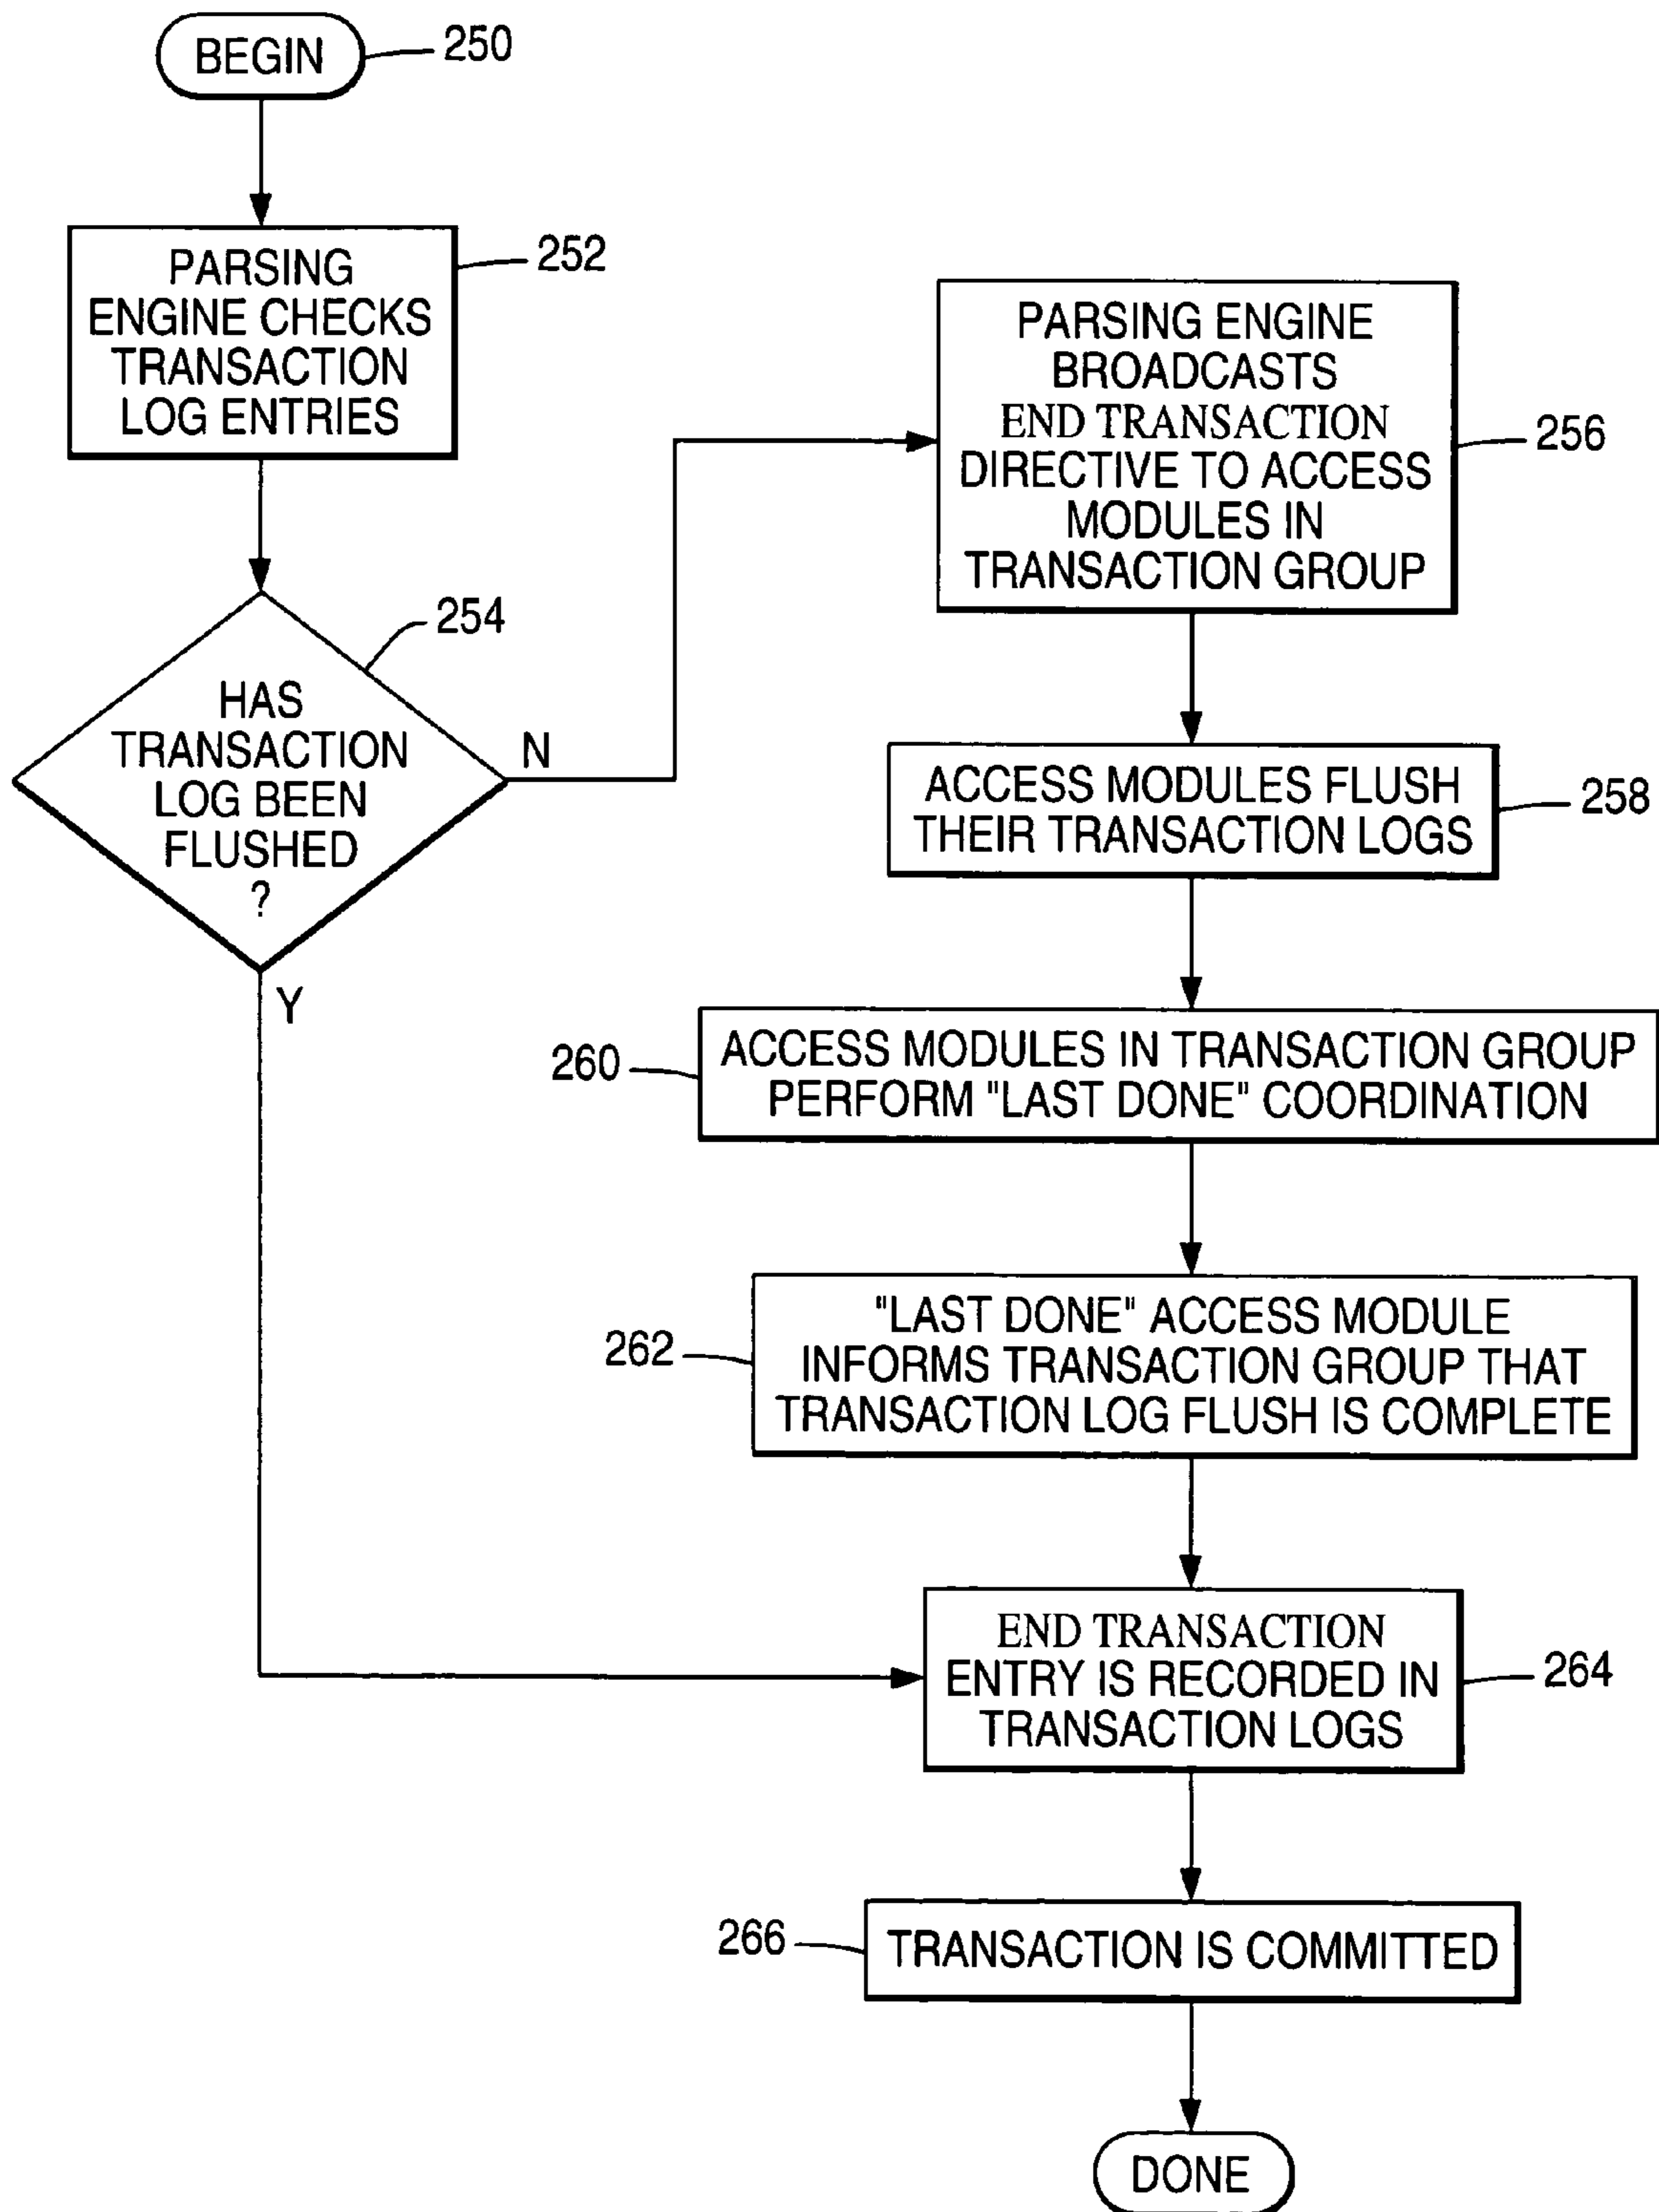 BEGIN
250
PARSING
ENGINE CHECKS
TRANSACTION
LOG ENTRIES
252
HAS
TRANSACTION
LOG BEEN
FLUSHED
?
254
N
Y
PARSING ENGINE
BROADCASTS
END TRANSACTION
DIRECTIVE TO ACCESS
MODULES IN
TRANSACTION GROUP
256
ACCESS MODULES FLUSH
THEIR TRANSACTION LOGS
258
260
ACCESS MODULES IN TRANSACTION GROUP
PERFORM "LAST DONE" COORDINATION
262
"LAST DONE" ACCESS MODULE
INFORMS TRANSACTION GROUP THAT
TRANSACTION LOG FLUSH IS COMPLETE
END TRANSACTION
ENTRY IS RECORDED IN
TRANSACTION LOGS
264
266
TRANSACTION IS COMMITTED
DONE